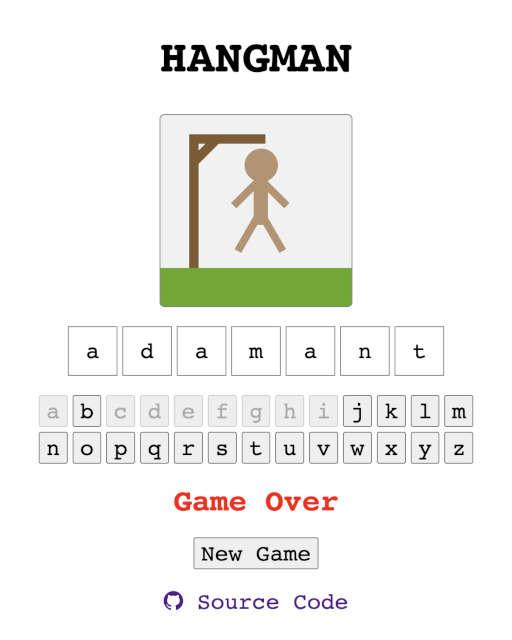 HANGMAN
a d a m a n t
a b c d e f g h i j k l m
n o p q r s t u v w x y z
Game Over
New Game
Source Code